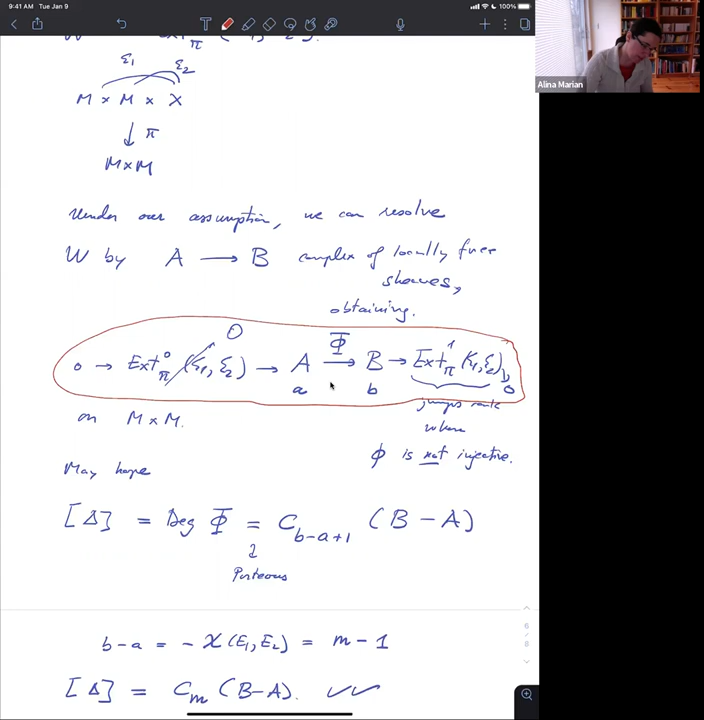 9:41 AM Tue Jan 9
100%
Alina Marian
ε1 ε2
M × M × X
↓ π
M×M
Under our assumption, we can resolve
W by A → B complex of locally free
sheaves,
obtaining.
0 → Ext⁰_π (ε1, ε2) → A —Φ→ B → Ext¹_π (ε1, ε2) → 0
0
a b
on M × M.
jumps rank
where
ϕ is not injective.
May hope
[Δ] = Deg Φ = C_{b-a+1} (B - A)
Porteous
b-a = - χ(E1, E2) = m - 1
[Δ] = C_m (B-A). ✓✓